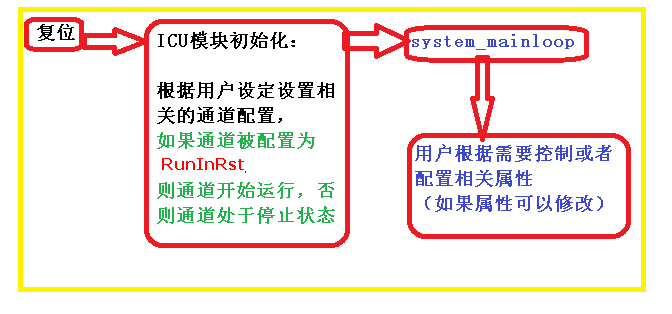 复位
ICU模块初始化：
根据用户设定设置相
关的通道配置，
如果通道被配置为
RunInRst,
则通道开始运行，否
则通道处于停止状态
system_mainloop
用户根据需要控制或者
配置相关属性
（如果属性可以修改）